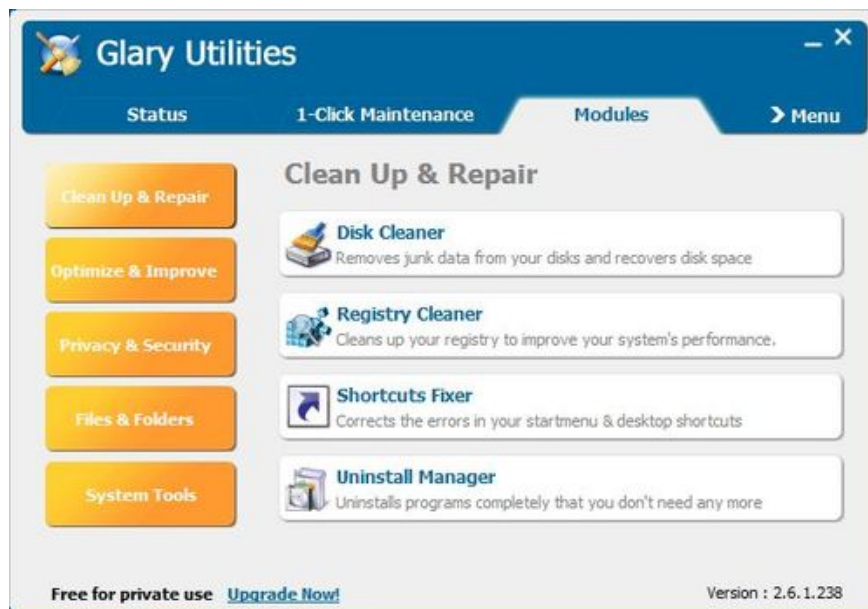 Glary Utilities
Status 1-Click Maintenance Modules Menu
Clean Up & Repair
Optimize & Improve
Privacy & Security
Files & Folders
System Tools
Clean Up & Repair
Disk Cleaner
Removes junk data from your disks and recovers disk space
Registry Cleaner
Cleans up your registry to improve your system's performance.
Shortcuts Fixer
Corrects the errors in your startmenu & desktop shortcuts
Uninstall Manager
Uninstalls programs completely that you don't need any more
Free for private use Upgrade Now! Version : 2.6.1.238